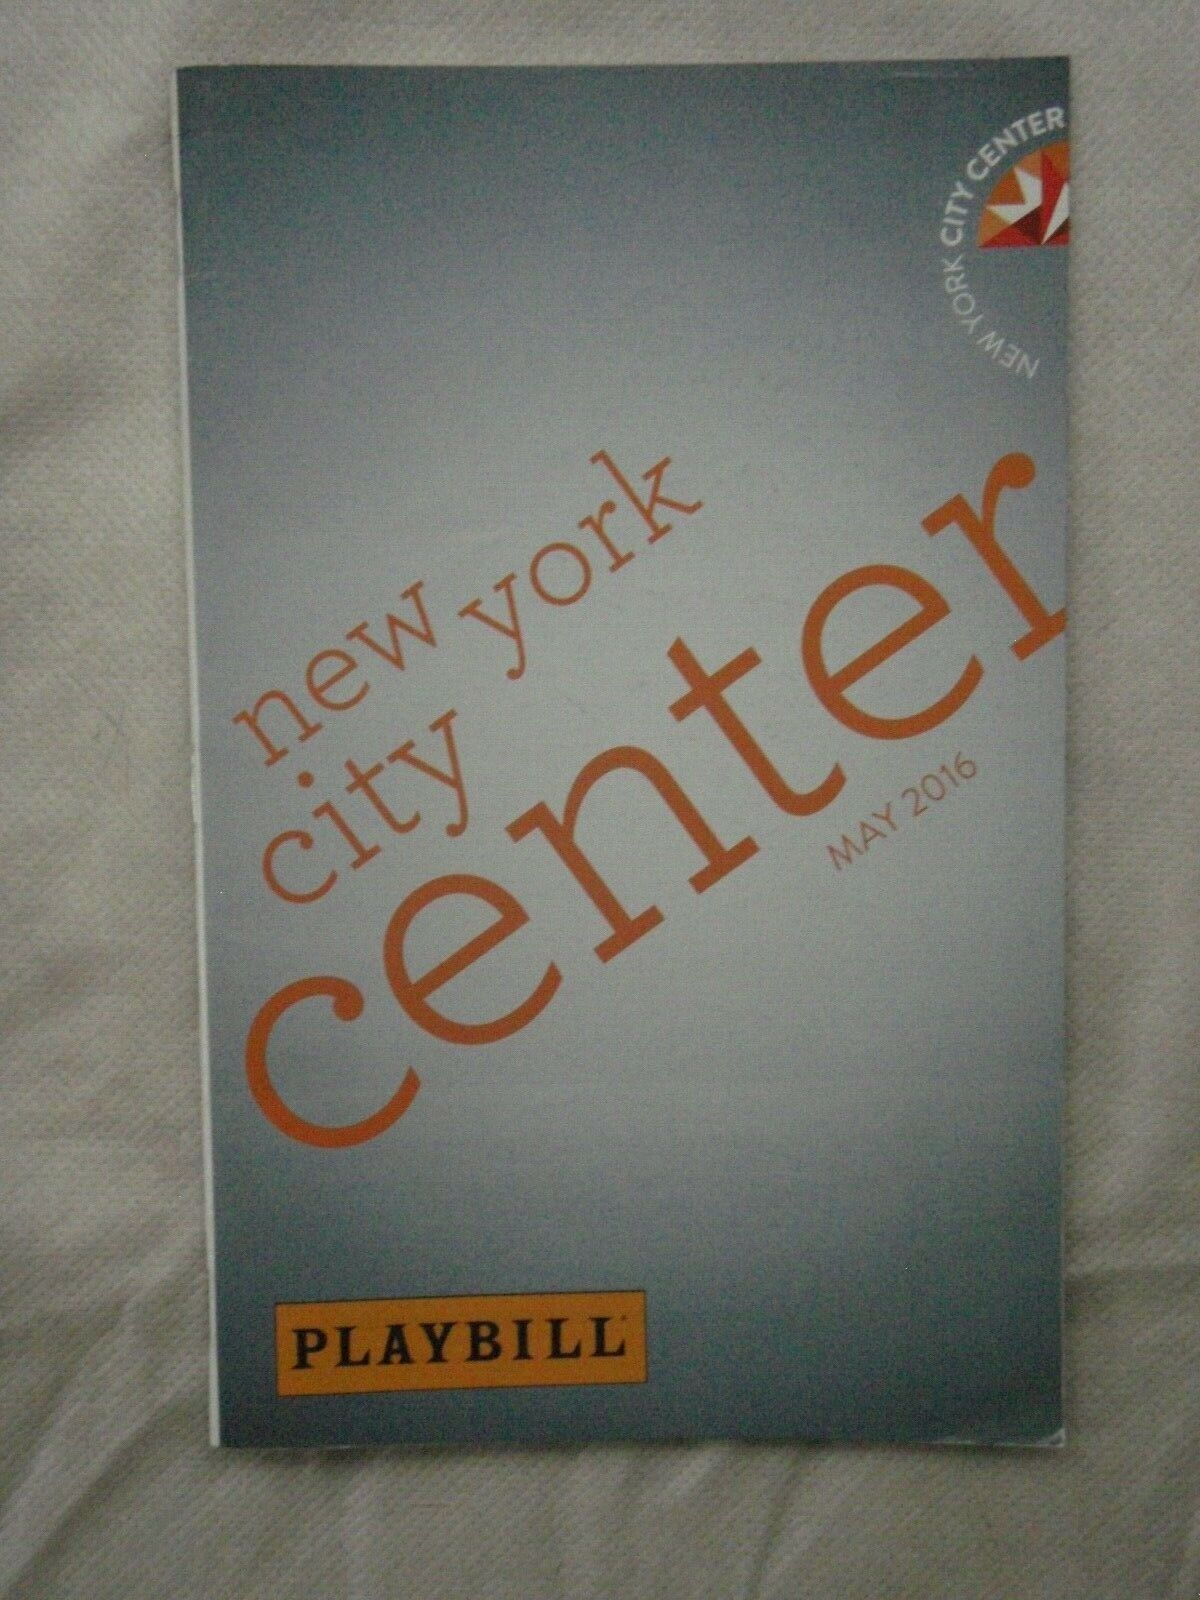 NEW YORK CITY CENTER
new york
city
center
MAY 2016
PLAYBILL